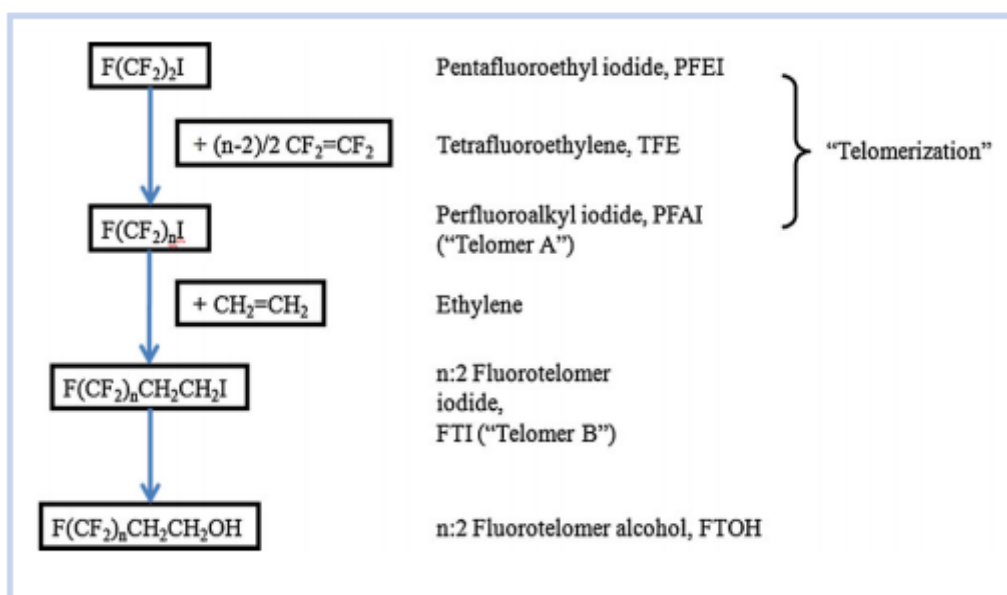 F(CF₂)₂I
Pentafluoroethyl iodide, PFEI
+ (n-2)/2 CF₂=CF₂
Tetrafluoroethylene, TFE
“Telomerization”
F(CF₂)ₙI
Perfluoroalkyl iodide, PFAI
(“Telomer A”)
+ CH₂=CH₂
Ethylene
F(CF₂)ₙCH₂CH₂I
n:2 Fluorotelomer
iodide,
FTI (“Telomer B”)
F(CF₂)ₙCH₂CH₂OH
n:2 Fluorotelomer alcohol, FTOH